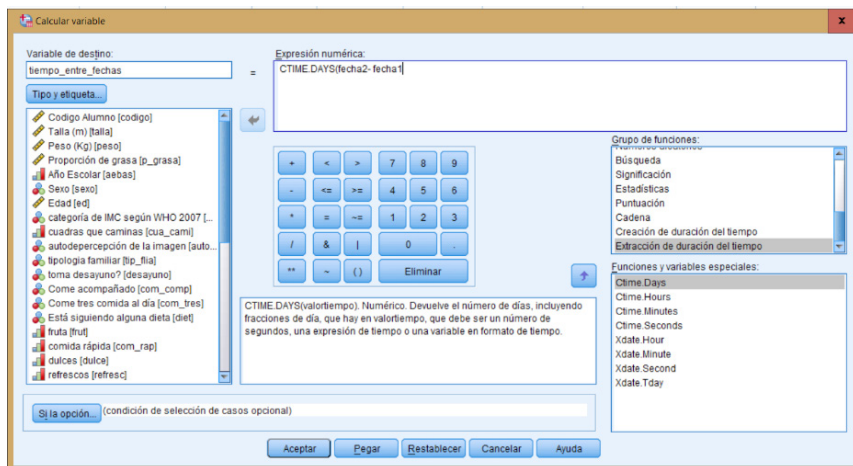 Calcular variable
x
Variable de destino:
tiempo_entre_fechas
=
Expresión numérica:
CTIME.DAYS(fecha2- fecha1
Tipo y etiqueta...
Codigo Alumno [codigo]
Talla (m) [talla]
Peso (Kg) [peso]
Proporción de grasa [p_grasa]
Año Escolar [aebas]
Sexo [sexo]
Edad [ed]
categoría de IMC según WHO 2007 [...
cuadras que caminas [cua_cami]
autodepercepción de la imagen [auto...
tipologia familiar [tip_flia]
toma desayuno? [desayuno]
Come acompañado [com_comp]
Come tres comida al día [com_tres]
Está siguiendo alguna dieta [diet]
fruta [frut]
comida rápida [com_rap]
dulces [dulce]
refrescos [refresc]
+ < > 7 8 9
- <= >= 4 5 6
* = ~= 1 2 3
/ & | 0 .
** ~ ( ) Eliminar
Grupo de funciones:
Búsqueda
Significación
Estadísticas
Puntuación
Cadena
Creación de duración del tiempo
Extracción de duración del tiempo
Funciones y variables especiales:
Ctime.Days
Ctime.Hours
Ctime.Minutes
Ctime.Seconds
Xdate.Hour
Xdate.Minute
Xdate.Second
Xdate.Tday
CTIME.DAYS(valortiempo). Numérico. Devuelve el número de días, incluyendo
fracciones de día, que hay en valortiempo, que debe ser un número de
segundos, una expresión de tiempo o una variable en formato de tiempo.
Si la opción... (condición de selección de casos opcional)
Aceptar Pegar Restablecer Cancelar Ayuda